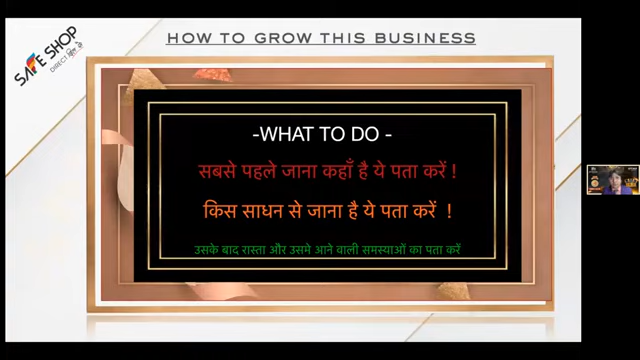 SAFE SHOP
HOW TO GROW THIS BUSINESS
-WHAT TO DO -
सबसे पहले जाना कहाँ है ये पता करें !
किस साधन से जाना है ये पता करें !
उसके बाद रास्ता और उसमे आने वाली समस्याओं का पता करें